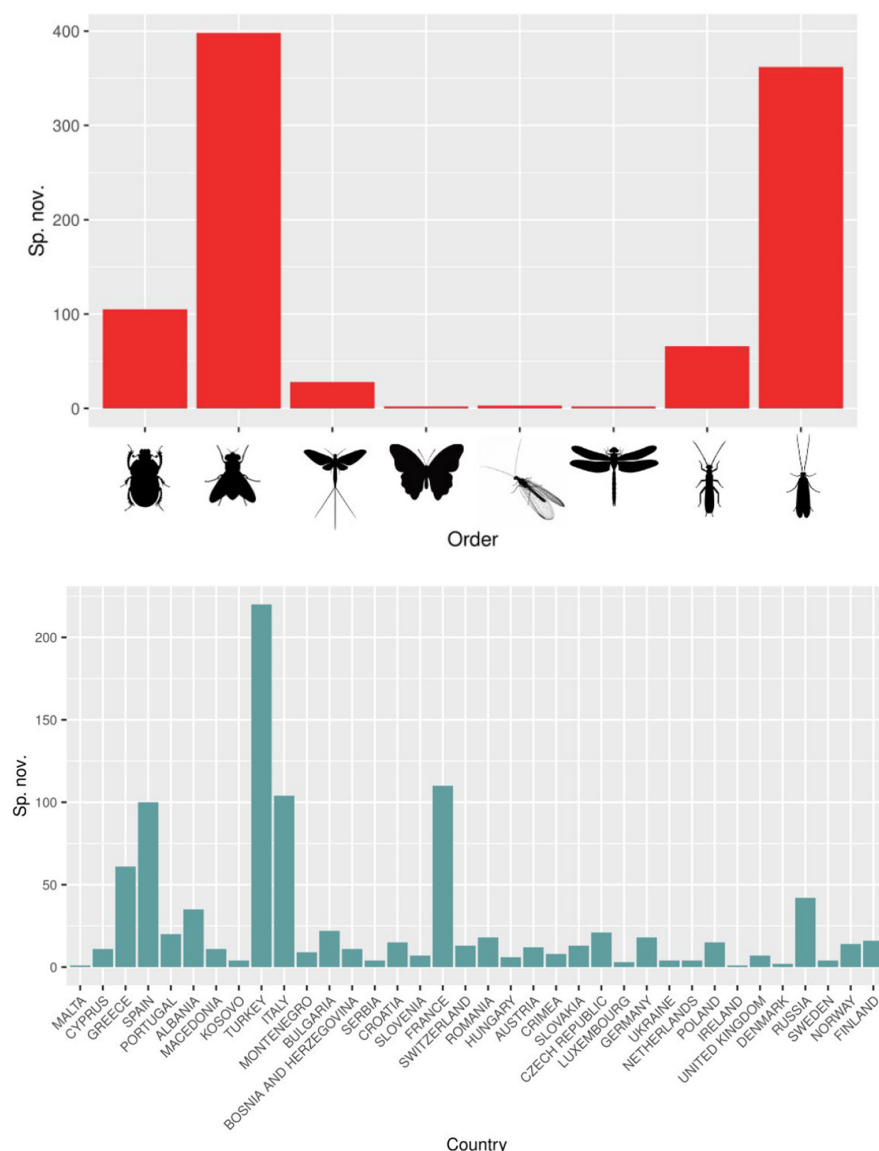 400
300
200
100
0
Sp. nov.
Order
200
150
100
50
0
Sp. nov.
MALTA
CYPRUS
GREECE
SPAIN
PORTUGAL
ALBANIA
MACEDONIA
KOSOVO
TURKEY
ITALY
MONTENEGRO
BULGARIA
BOSNIA AND HERZEGOVINA
SERBIA
CROATIA
SLOVENIA
FRANCE
SWITZERLAND
ROMANIA
HUNGARY
AUSTRIA
CRIMEA
SLOVAKIA
CZECH REPUBLIC
LUXEMBOURG
GERMANY
UKRAINE
NETHERLANDS
POLAND
IRELAND
UNITED KINGDOM
DENMARK
RUSSIA
SWEDEN
NORWAY
FINLAND
Country